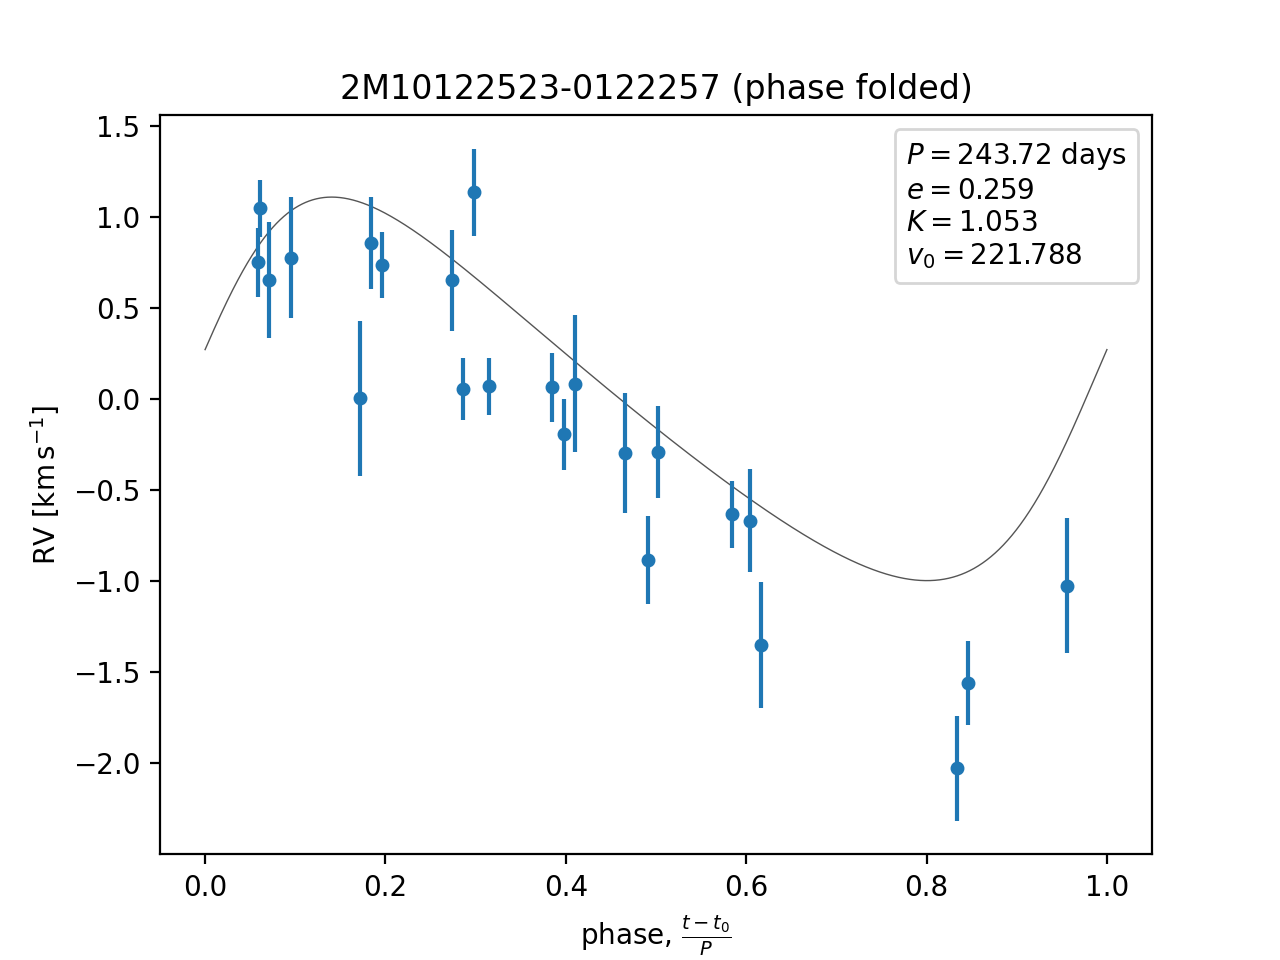 2M10122523-0122257 (phase folded)
P = 243.72 days
e = 0.259
K = 1.053
v₀ = 221.788
RV [km s⁻¹]
1.5
1.0
0.5
0.0
−0.5
−1.0
−1.5
−2.0
0.0 0.2 0.4 0.6 0.8 1.0
phase, (t − t₀)/P